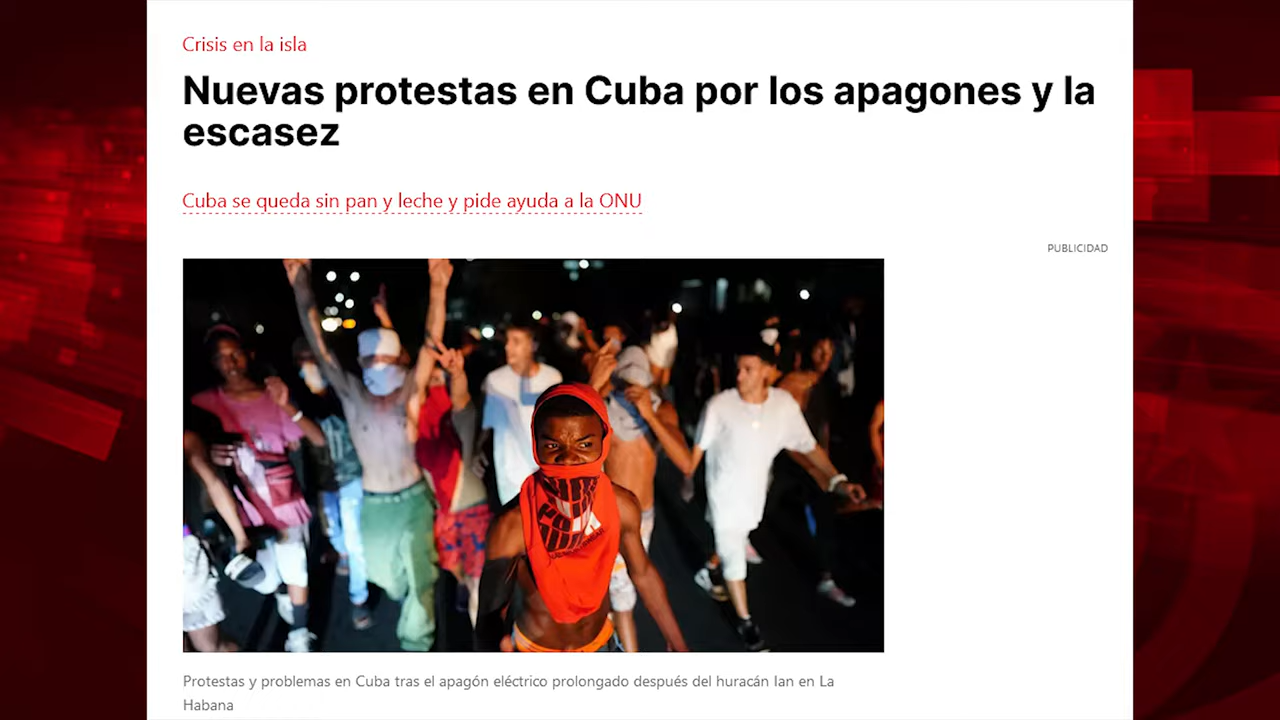 Crisis en la isla
Nuevas protestas en Cuba por los apagones y la
escasez
Cuba se queda sin pan y leche y pide ayuda a la ONU
PUBLICIDAD
Protestas y problemas en Cuba tras el apagón eléctrico prolongado después del huracán Ian en La
Habana